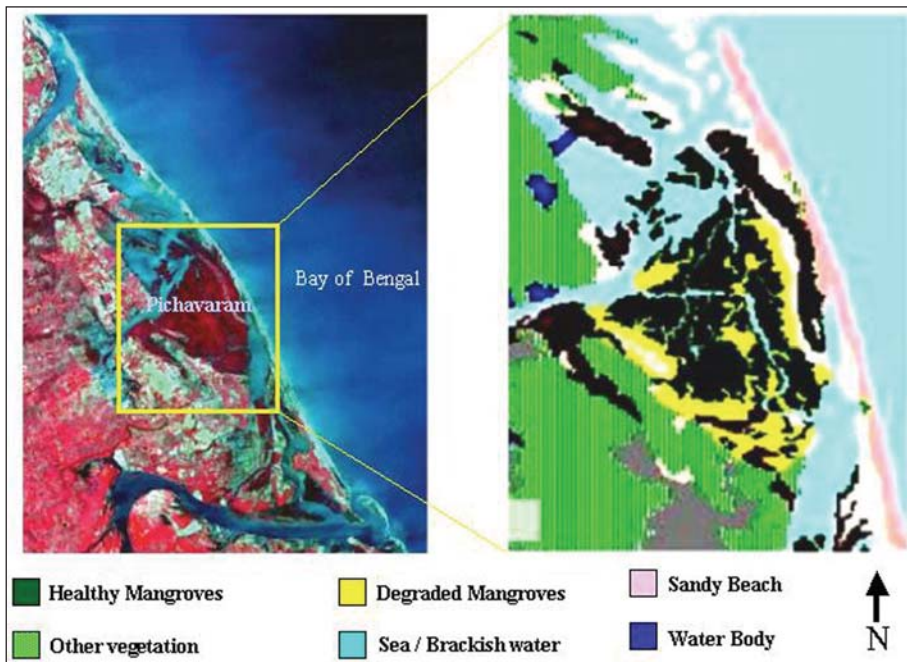 Bay of Bengal
Pichavaram
Healthy Mangroves
Degraded Mangroves
Sandy Beach
Other vegetation
Sea / Brackish water
Water Body
N